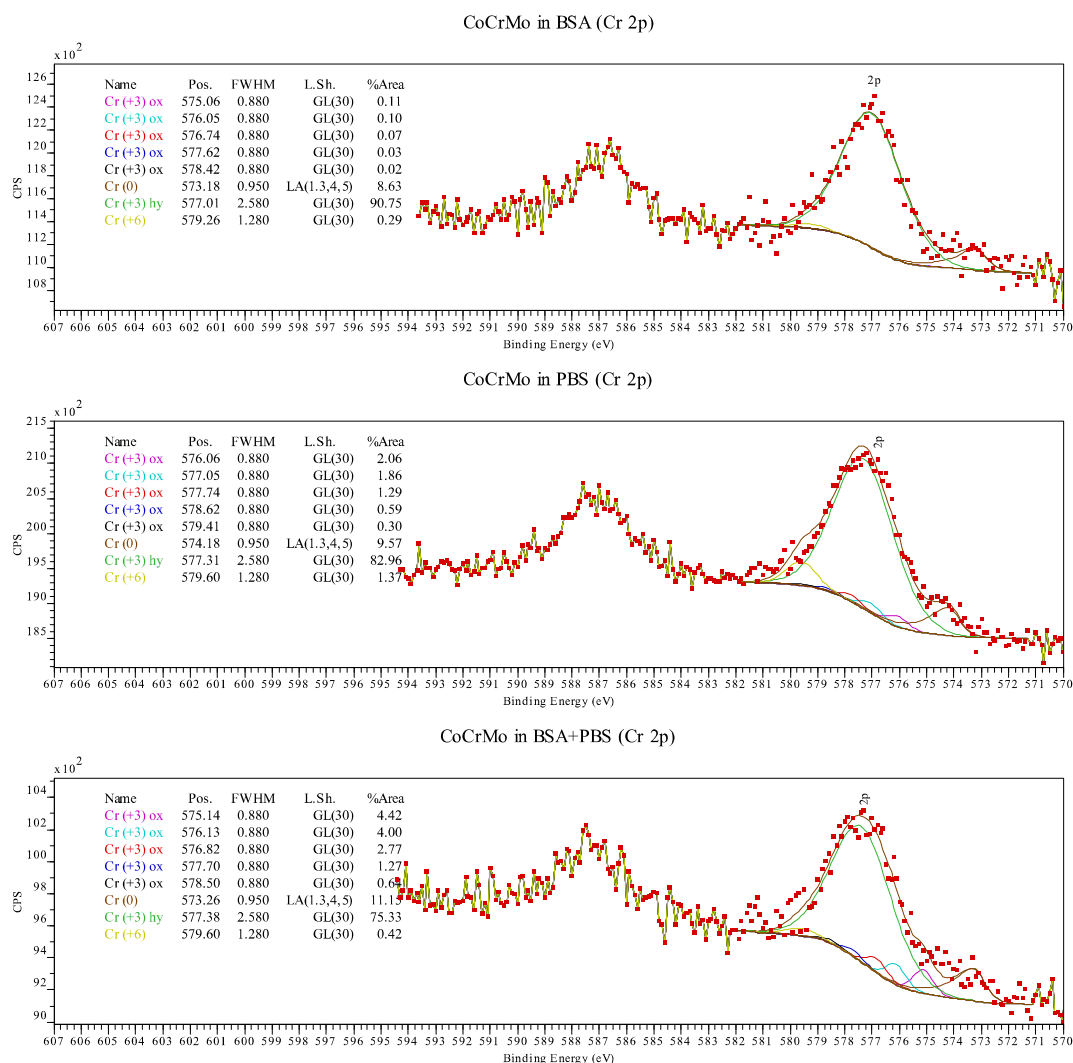 CoCrMo in BSA (Cr 2p)
x 10²
Name Pos. FWHM L.Sh. %Area
Cr (+3) ox 575.06 0.880 GL(30) 0.11
Cr (+3) ox 576.05 0.880 GL(30) 0.10
Cr (+3) ox 576.74 0.880 GL(30) 0.07
Cr (+3) ox 577.62 0.880 GL(30) 0.03
Cr (+3) ox 578.42 0.880 GL(30) 0.02
Cr (0) 573.18 0.950 LA(1.3,4,5) 8.63
Cr (+3) hy 577.01 2.580 GL(30) 90.75
Cr (+6) 579.26 1.280 GL(30) 0.29
2p
126
124
122
120
118
116
114
112
110
108
CPS
607 606 605 604 603 602 601 600 599 598 597 596 595 594 593 592 591 590 589 588 587 586 585 584 583 582 581 580 579 578 577 576 575 574 573 572 571 570
Binding Energy (eV)
CoCrMo in PBS (Cr 2p)
x 10²
Name Pos. FWHM L.Sh. %Area
Cr (+3) ox 576.06 0.880 GL(30) 2.06
Cr (+3) ox 577.05 0.880 GL(30) 1.86
Cr (+3) ox 577.74 0.880 GL(30) 1.29
Cr (+3) ox 578.62 0.880 GL(30) 0.59
Cr (+3) ox 579.41 0.880 GL(30) 0.30
Cr (0) 574.18 0.950 LA(1.3,4,5) 9.57
Cr (+3) hy 577.31 2.580 GL(30) 82.96
Cr (+6) 579.60 1.280 GL(30) 1.37
2p
215
210
205
200
195
190
185
CPS
607 606 605 604 603 602 601 600 599 598 597 596 595 594 593 592 591 590 589 588 587 586 585 584 583 582 581 580 579 578 577 576 575 574 573 572 571 570
Binding Energy (eV)
CoCrMo in BSA+PBS (Cr 2p)
x 10²
Name Pos. FWHM L.Sh. %Area
Cr (+3) ox 575.14 0.880 GL(30) 4.42
Cr (+3) ox 576.13 0.880 GL(30) 4.00
Cr (+3) ox 576.82 0.880 GL(30) 2.77
Cr (+3) ox 577.70 0.880 GL(30) 1.27
Cr (+3) ox 578.50 0.880 GL(30) 0.64
Cr (0) 573.26 0.950 LA(1.3,4,5) 11.15
Cr (+3) hy 577.38 2.580 GL(30) 75.33
Cr (+6) 579.60 1.280 GL(30) 0.42
2p
104
102
100
98
96
94
92
90
CPS
607 606 605 604 603 602 601 600 599 598 597 596 595 594 593 592 591 590 589 588 587 586 585 584 583 582 581 580 579 578 577 576 575 574 573 572 571 570
Binding Energy (eV)